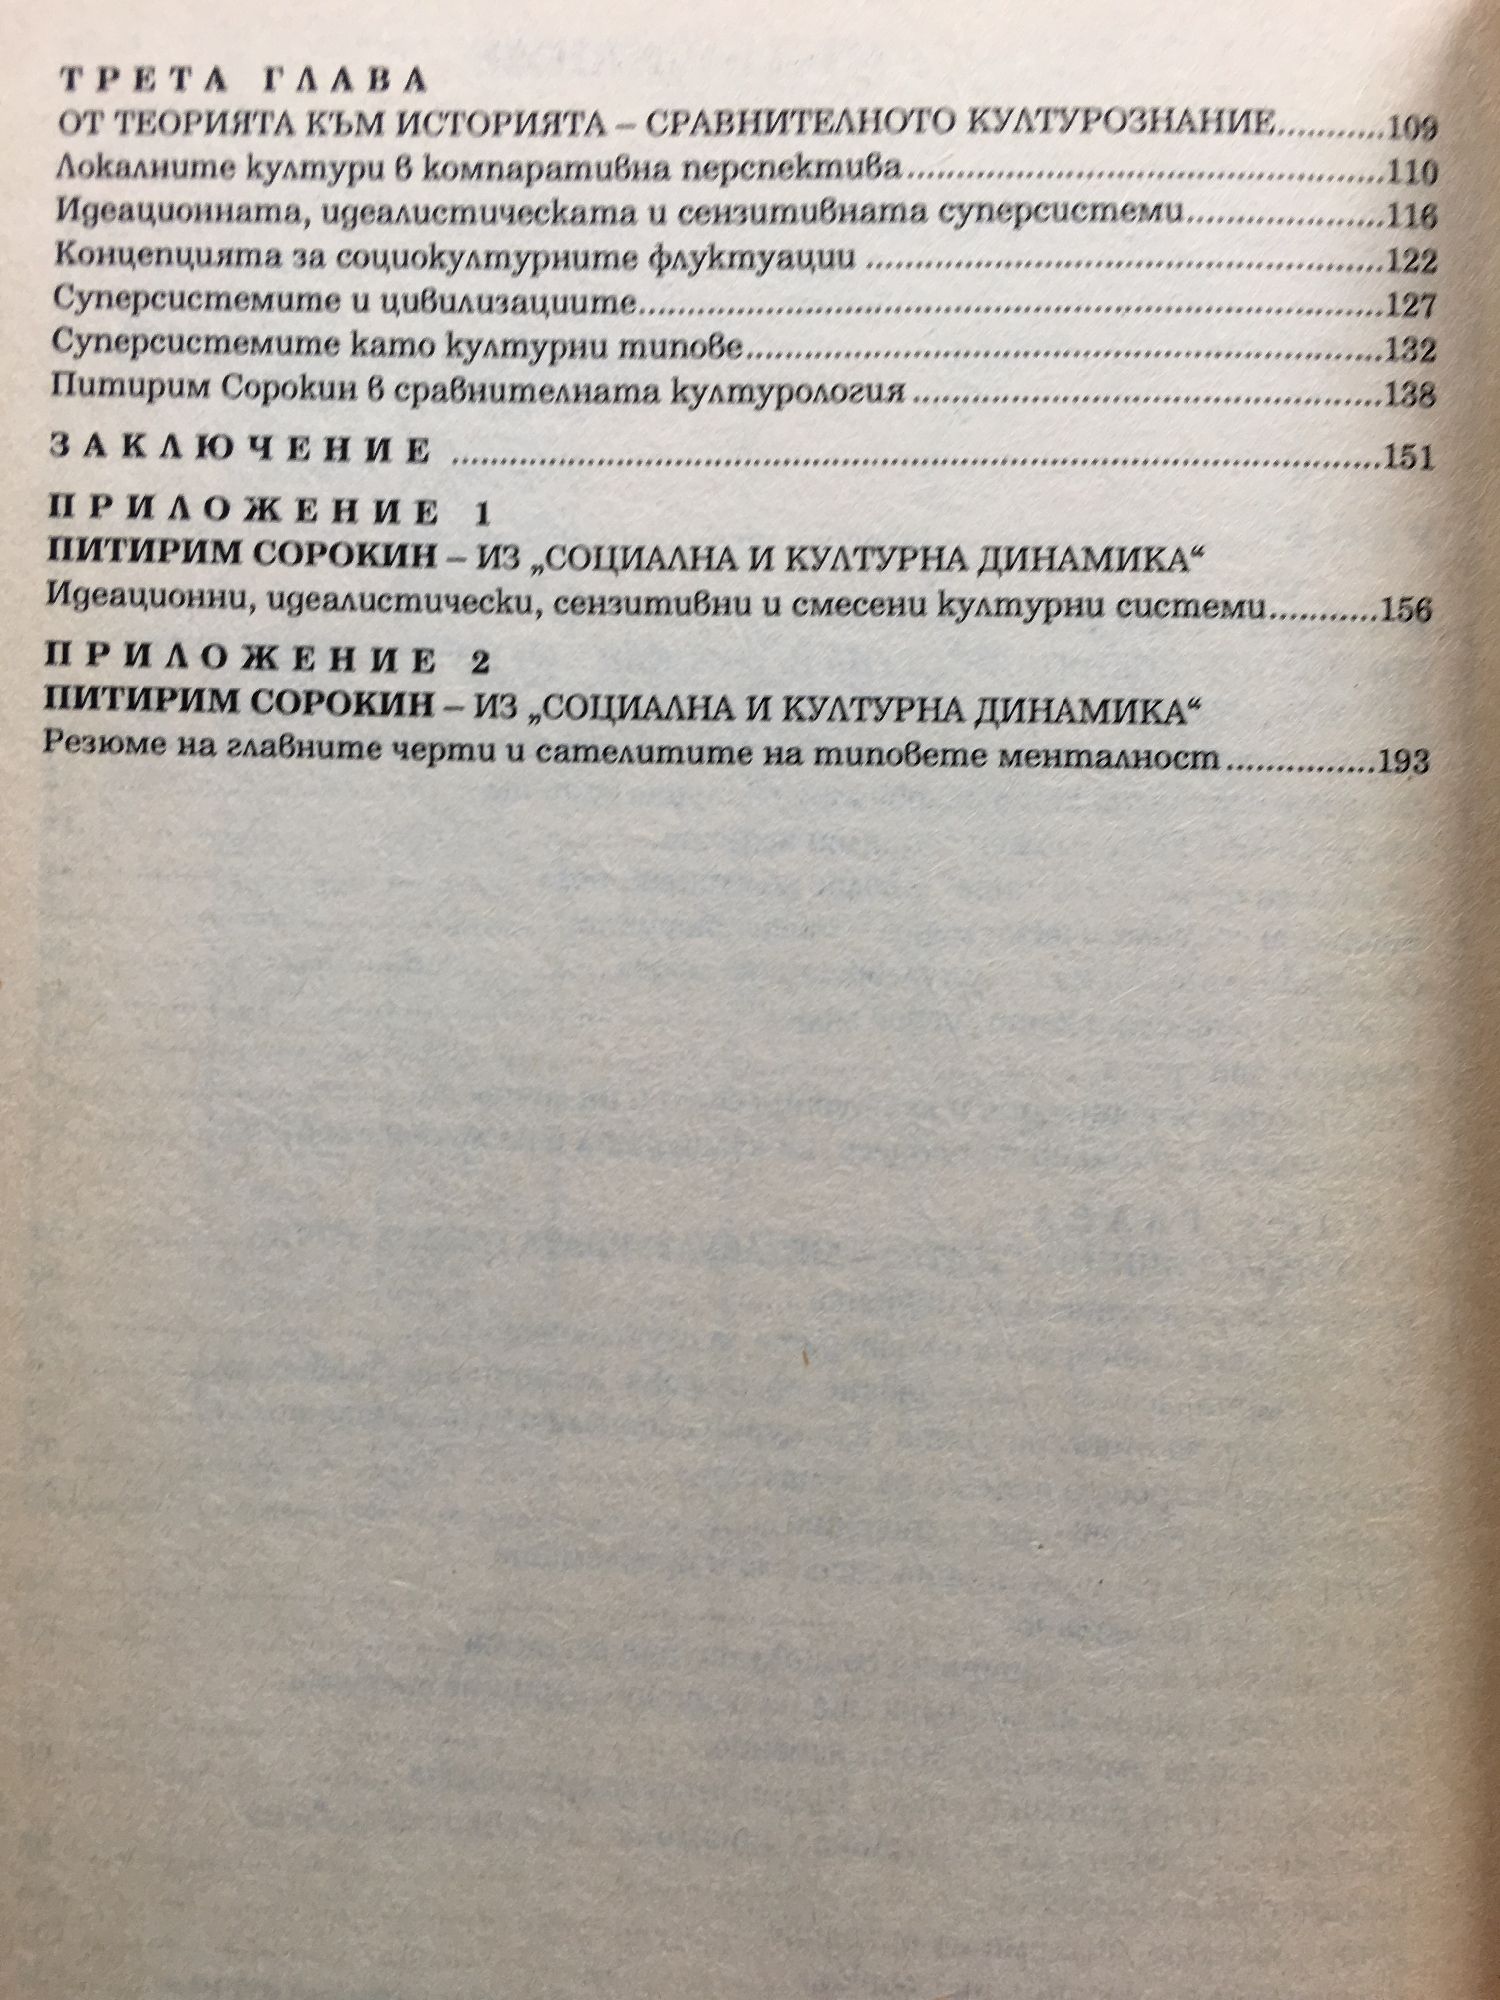 ТРЕТА ГЛАВА
ОТ ТЕОРИЯТА КЪМ ИСТОРИЯТА – СРАВНИТЕЛНОТО КУЛТУРОЗНАНИЕ...........109
Локалните култури в компаративна перспектива................................................110
Идеационната, идеалистическата и сензитивната суперсистеми....................116
Концепцията за социокултурните флуктуации ....................................................122
Суперсистемите и цивилизациите...........................................................................127
Суперсистемите като културни типове................................................................132
Питирим Сорокин в сравнителната културология ...............................................138
ЗАКЛЮЧЕНИЕ ..............................................................................................151
ПРИЛОЖЕНИЕ 1
ПИТИРИМ СОРОКИН – ИЗ „СОЦИАЛНА И КУЛТУРНА ДИНАМИКА“
Идеационни, идеалистически, сензитивни и смесени културни системи...........156
ПРИЛОЖЕНИЕ 2
ПИТИРИМ СОРОКИН – ИЗ „СОЦИАЛНА И КУЛТУРНА ДИНАМИКА“
Резюме на главните черти и сателитите на типовете менталност...............193